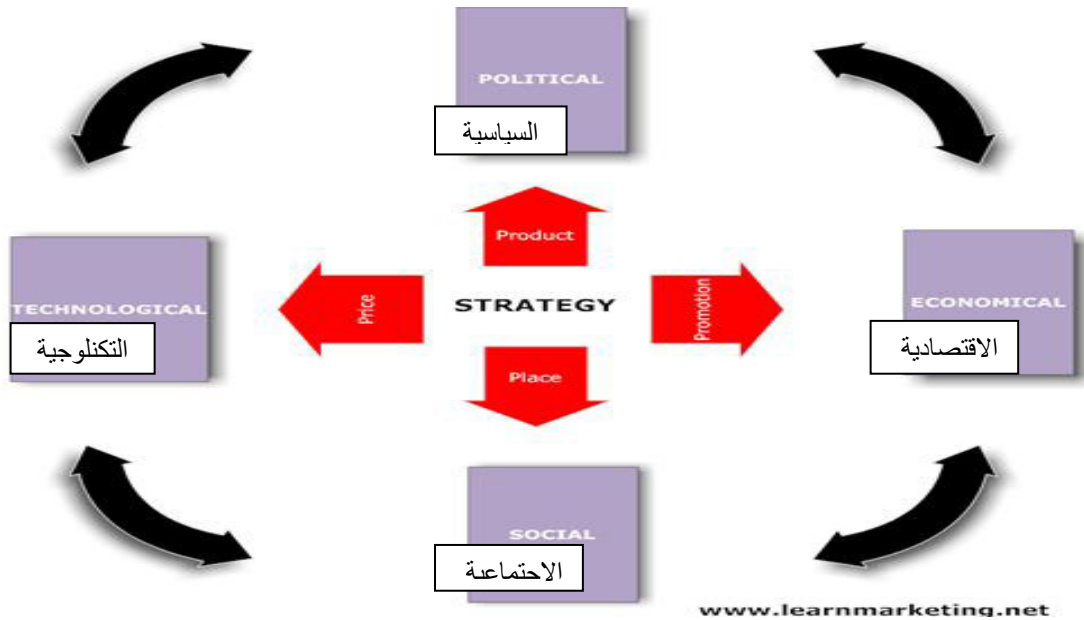 POLITICAL
السياسية
Product
TECHNOLOGICAL
التكنلوجية
Price
STRATEGY
Promotion
ECONOMICAL
الاقتصادية
Place
SOCIAL
الاحتماعية
www.learnmarketing.net